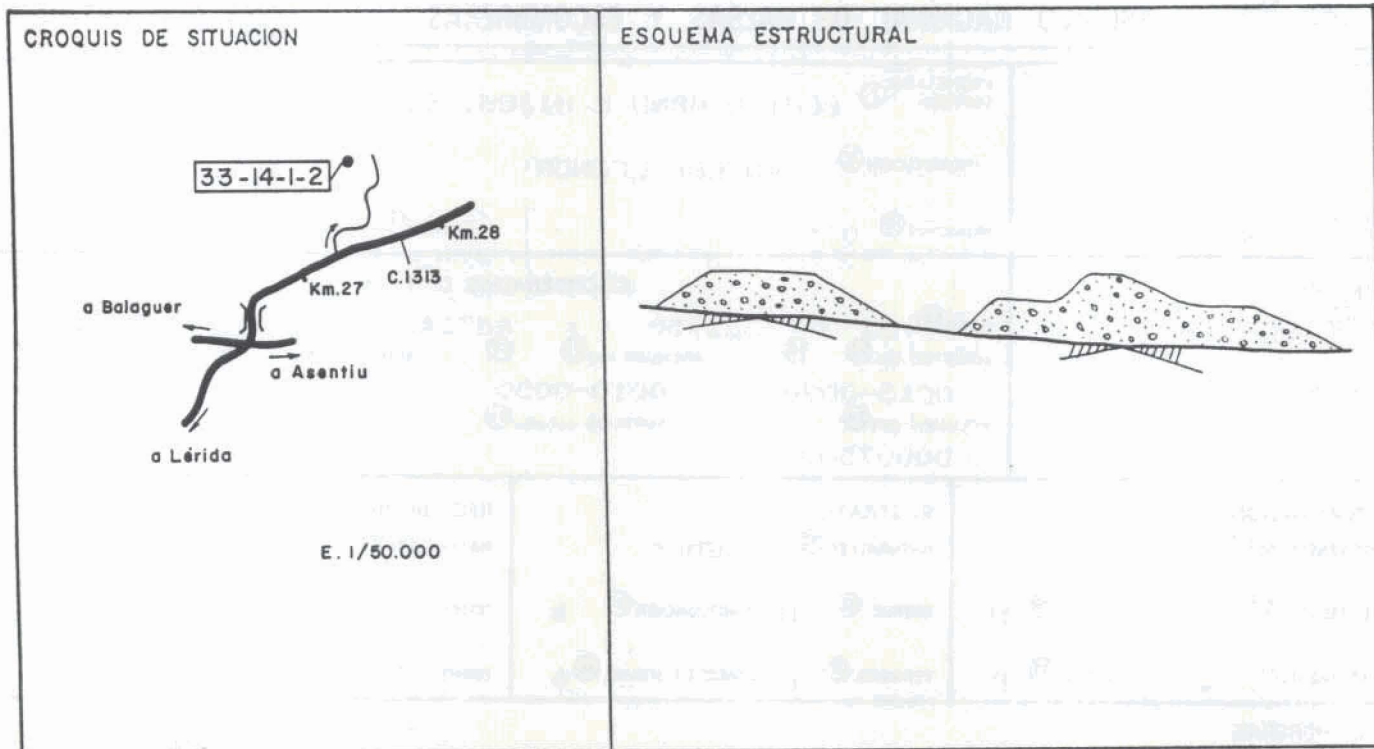 CROQUIS DE SITUACION
ESQUEMA ESTRUCTURAL
33-14-1-2
Km.28
C.1313
Km.27
a Balaguer
a Asentiu
a Lérida
E. 1/50.000